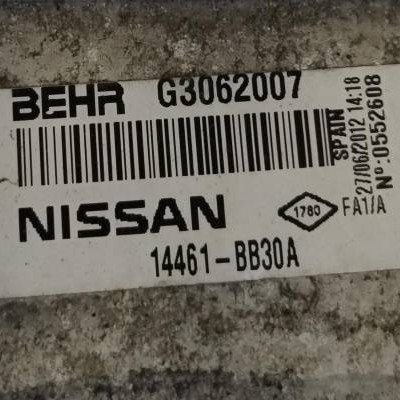 BEHR G3062007
SPAIN
27/06/2012 14:18
Nº:0552608
NISSAN
1780
FA1/A
14461-BB30A